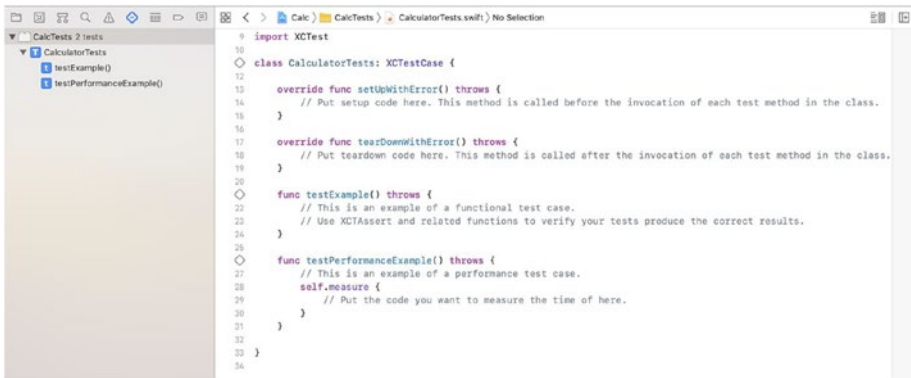 Calc
CalcTests
CalculatorTests.swift
No Selection
CalcTests 2 tests
CalculatorTests
testExample()
testPerformanceExample()
9 import XCTest
10
class CalculatorTests: XCTestCase {
12
13 override func setUpWithError() throws {
14 // Put setup code here. This method is called before the invocation of each test method in the class.
15 }
16
17 override func tearDownWithError() throws {
18 // Put teardown code here. This method is called after the invocation of each test method in the class.
19 }
20
func testExample() throws {
22 // This is an example of a functional test case.
23 // Use XCTAssert and related functions to verify your tests produce the correct results.
24 }
25
func testPerformanceExample() throws {
27 // This is an example of a performance test case.
28 self.measure {
29 // Put the code you want to measure the time of here.
30 }
31 }
32
33 }
34